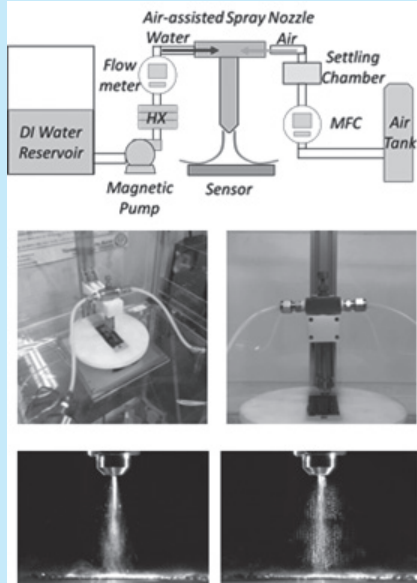 Air-assisted Spray Nozzle
Water
Air
Flow
meter
Settling
Chamber
HX
MFC
DI Water
Reservoir
Air
Tank
Magnetic
Pump
Sensor